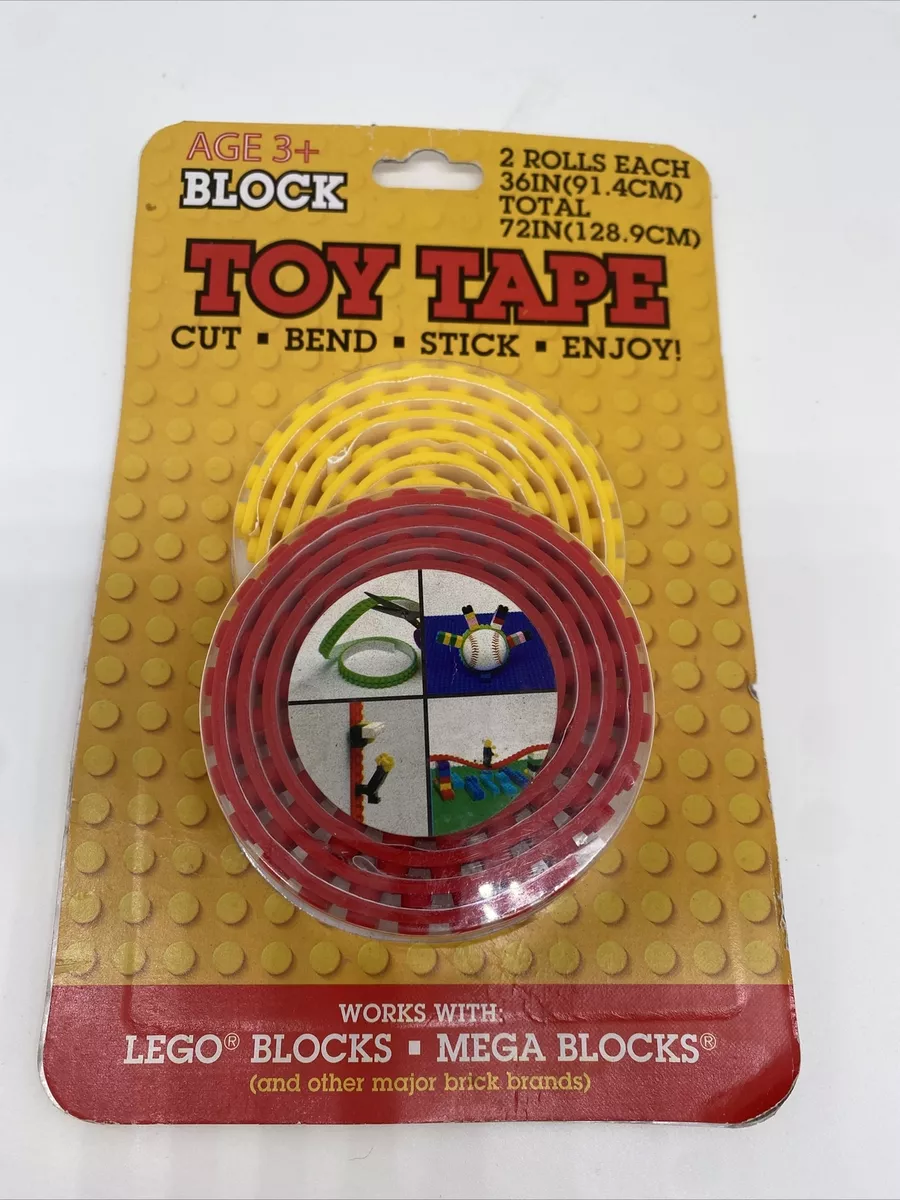 AGE 3+
BLOCK
2 ROLLS EACH
36IN(91.4CM)
TOTAL
72IN(128.9CM)
TOY TAPE
CUT ▪ BEND ▪ STICK ▪ ENJOY!
WORKS WITH:
LEGO® BLOCKS ▪ MEGA BLOCKS®
(and other major brick brands)